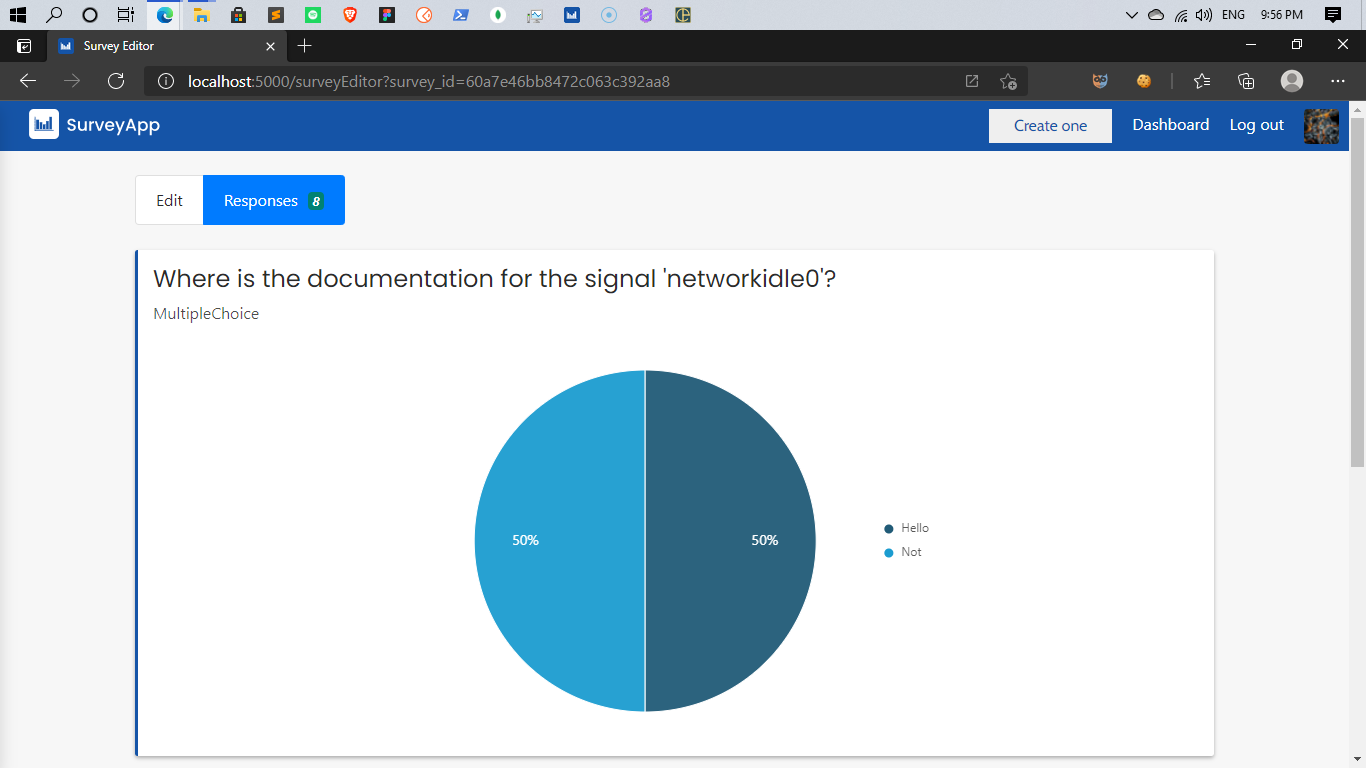 ENG 9:56 PM
Survey Editor
localhost:5000/surveyEditor?survey_id=60a7e46bb8472c063c392aa8
SurveyApp
Create one
Dashboard
Log out
Edit
Responses 8
Where is the documentation for the signal 'networkidle0'?
MultipleChoice
50%
50%
Hello
Not